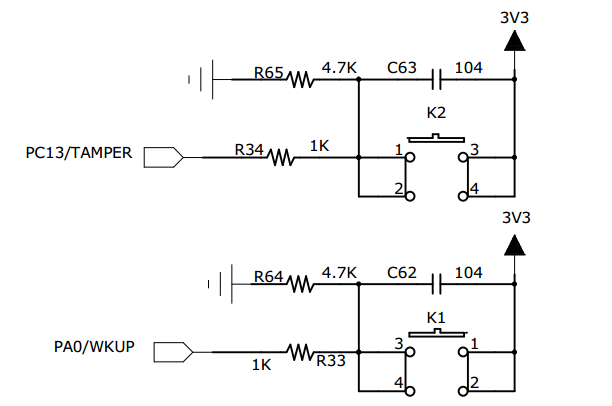 3V3
R65 4.7K C63 104
K2
PC13/TAMPER R34 1K 1 3
2 4
3V3
R64 4.7K C62 104
K1
PA0/WKUP 1K R33 3 1
4 2